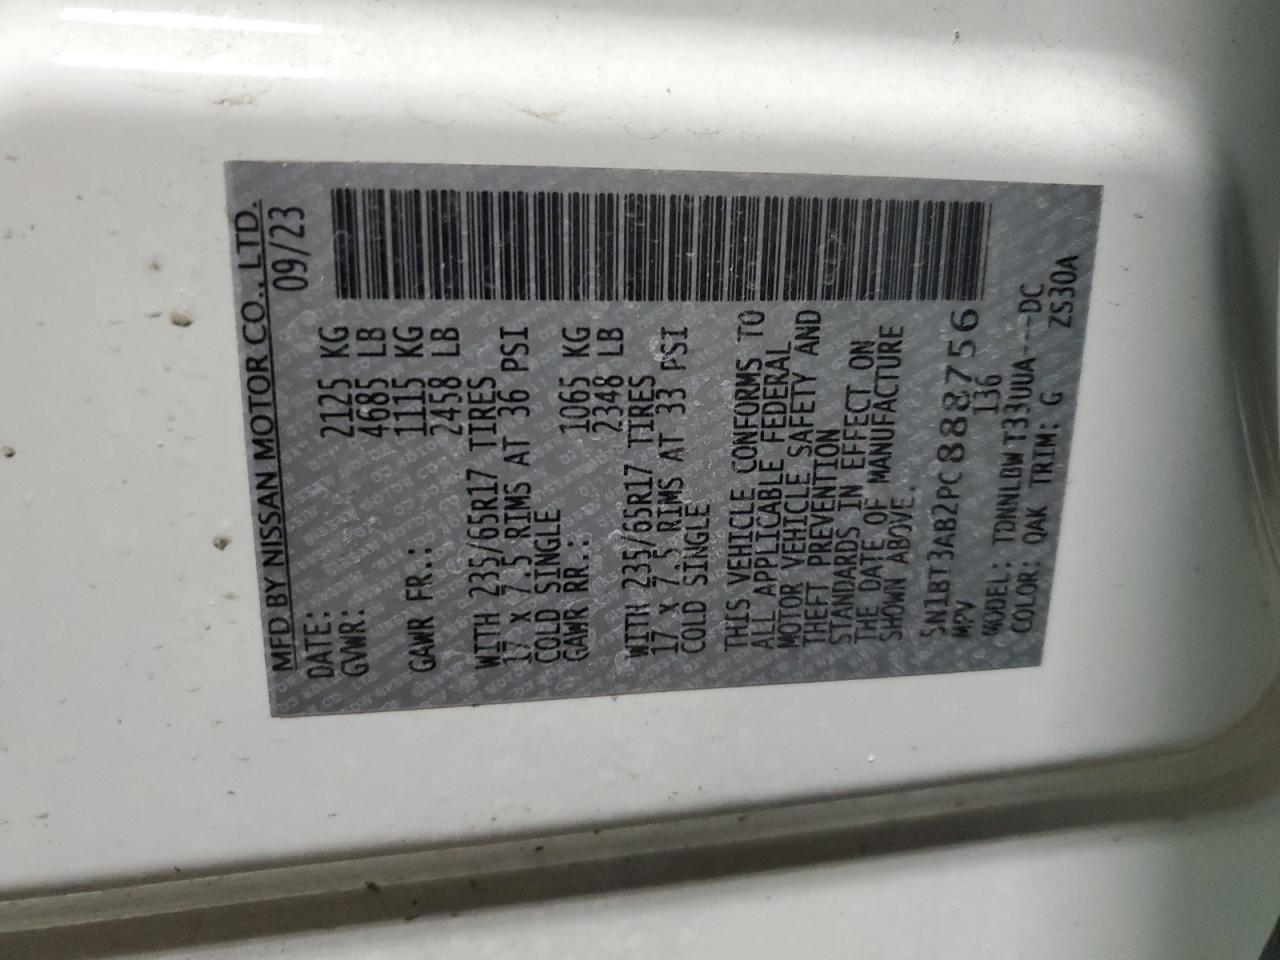 MFD BY NISSAN MOTOR CO., LTD.
DATE: 09/23
GVWR: 2125 KG
4685 LB
GAWR FR.: 1115 KG
2458 LB
WITH 235/65R17 TIRES
17 X 7.5 RIMS AT 36 PSI
COLD SINGLE
GAWR RR.: 1065 KG
2348 LB
WITH 235/65R17 TIRES
17 X 7.5 RIMS AT 33 PSI
COLD SINGLE
THIS VEHICLE CONFORMS TO
ALL APPLICABLE FEDERAL
MOTOR VEHICLE SAFETY AND
THEFT PREVENTION
STANDARDS IN EFFECT ON
THE DATE OF MANUFACTURE
SHOWN ABOVE.
5N1BT3AB2PC888756
MPV 136
MODEL: TDNNLBWT33UUA---DC
COLOR: QAK TRIM: G ZS30A